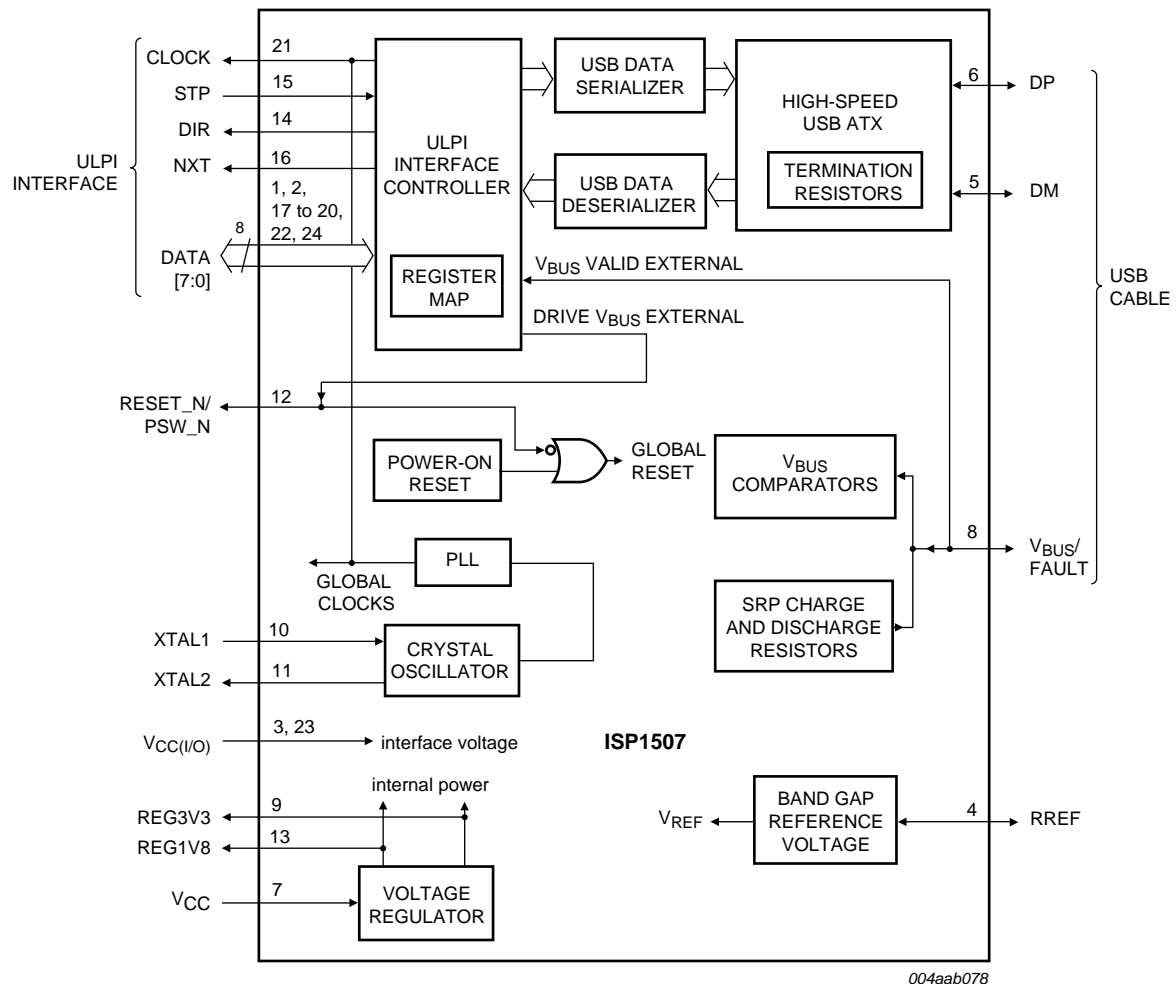 ULPI
INTERFACE
CLOCK
21
STP
15
DIR
14
NXT
16
1, 2,
17 to 20,
22, 24
8
DATA
[7:0]
ULPI
INTERFACE
CONTROLLER
REGISTER
MAP
USB DATA
SERIALIZER
USB DATA
DESERIALIZER
HIGH-SPEED
USB ATX
TERMINATION
RESISTORS
6
DP
5
DM
USB
CABLE
VBUS VALID EXTERNAL
DRIVE VBUS EXTERNAL
RESET_N/
PSW_N
12
POWER-ON
RESET
GLOBAL
RESET
VBUS
COMPARATORS
8
VBUS/
FAULT
SRP CHARGE
AND DISCHARGE
RESISTORS
PLL
GLOBAL
CLOCKS
XTAL1
10
XTAL2
11
CRYSTAL
OSCILLATOR
VCC(I/O)
3, 23
interface voltage
ISP1507
internal power
REG3V3
9
REG1V8
13
VCC
7
VOLTAGE
REGULATOR
VREF
BAND GAP
REFERENCE
VOLTAGE
4
RREF
004aab078